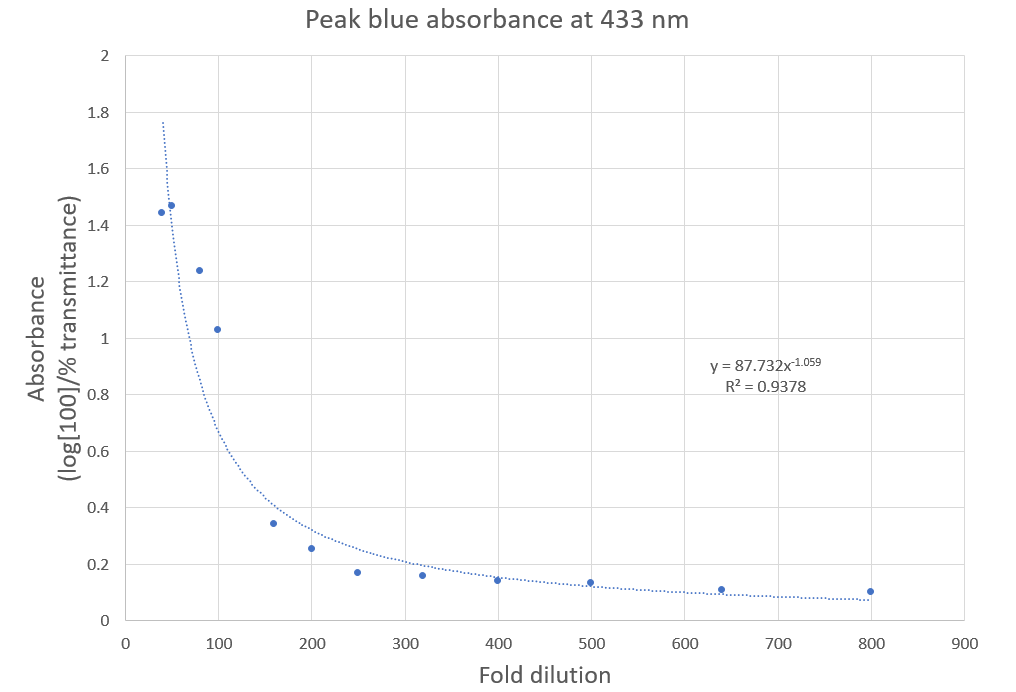 Peak blue absorbance at 433 nm
2
1.8
1.6
1.4
1.2
1
0.8
0.6
0.4
0.2
0
Absorbance
(log[100]/% transmittance)
y = 87.732x^-1.059
R² = 0.9378
0 100 200 300 400 500 600 700 800 900
Fold dilution